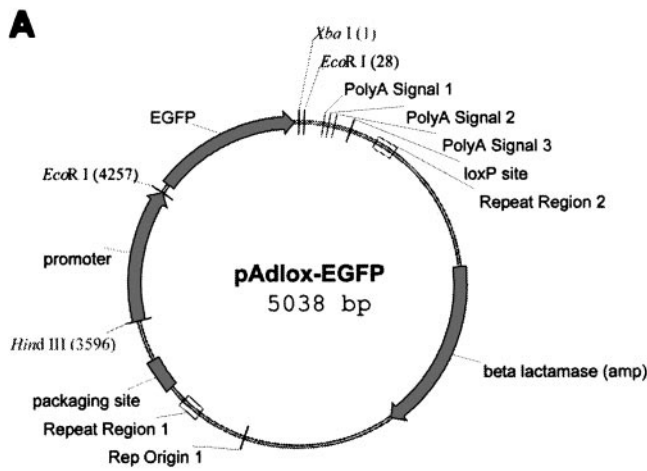 A
Xba I (1)
EcoR I (28)
PolyA Signal 1
PolyA Signal 2
PolyA Signal 3
loxP site
Repeat Region 2
EGFP
EcoR I (4257)
promoter
pAdlox-EGFP
5038 bp
Hind III (3596)
packaging site
Repeat Region 1
Rep Origin 1
beta lactamase (amp)